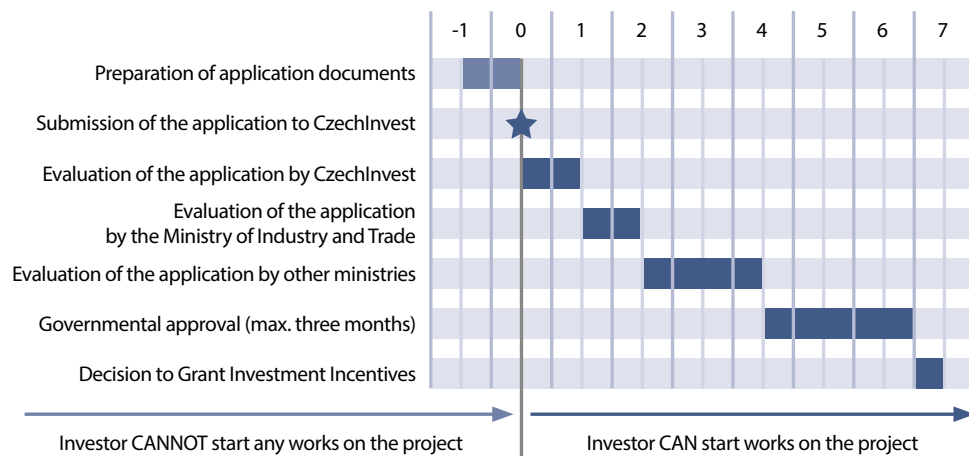 -1 0 1 2 3 4 5 6 7
Preparation of application documents
Submission of the application to CzechInvest
Evaluation of the application by CzechInvest
Evaluation of the application
by the Ministry of Industry and Trade
Evaluation of the application by other ministries
Governmental approval (max. three months)
Decision to Grant Investment Incentives
Investor CANNOT start any works on the project
Investor CAN start works on the project